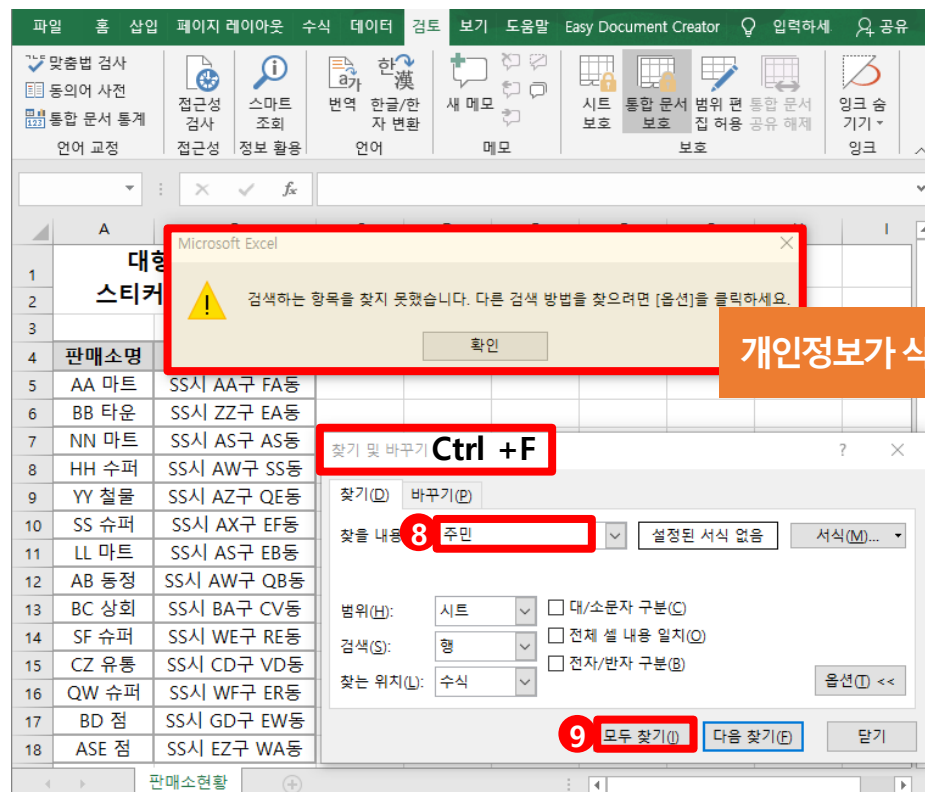 파일 홈 삽입 페이지 레이아웃 수식 데이터 검토 보기 도움말 Easy Document Creator 입력하세 공유
맞춤법 검사
동의어 사전
통합 문서 통계
언어 교정
접근성 검사
접근성
스마트 조회
정보 활용
번역
한글/한자 변환
언어
새 메모
메모
시트 보호
통합 문서 보호
범위 편집 허용
통합 문서 공유 해제
보호
잉크 숨기기
잉크
fx
A I
Microsoft Excel
검색하는 항목을 찾지 못했습니다. 다른 검색 방법을 찾으려면 [옵션]을 클릭하세요.
확인
개인정보가
1 대형
2 스티커
3
4 판매소명
5 AA 마트 SS시 AA구 FA동
6 BB 타운 SS시 ZZ구 EA동
7 NN 마트 SS시 AS구 AS동
8 HH 수퍼 SS시 AW구 SS동
9 YY 철물 SS시 AZ구 QE동
10 SS 슈퍼 SS시 AX구 EF동
11 LL 마트 SS시 AS구 EB동
12 AB 동정 SS시 AW구 QB동
13 BC 상회 SS시 BA구 CV동
14 SF 슈퍼 SS시 WE구 RE동
15 CZ 유통 SS시 CD구 VD동
16 QW 슈퍼 SS시 WF구 ER동
17 BD 점 SS시 GD구 EW동
18 ASE 점 SS시 EZ구 WA동
찾기 및 바꾸기 Ctrl +F ?
찾기(D) 바꾸기(P)
찾을 내용 8 주민 설정된 서식 없음 서식(M)...
범위(H): 시트 대/소문자 구분(C)
검색(S): 행 전체 셀 내용 일치(O)
찾는 위치(L): 수식 전자/반자 구분(B)
옵션(T) <<
9 모두 찾기(I) 다음 찾기(F) 닫기
판매소현황